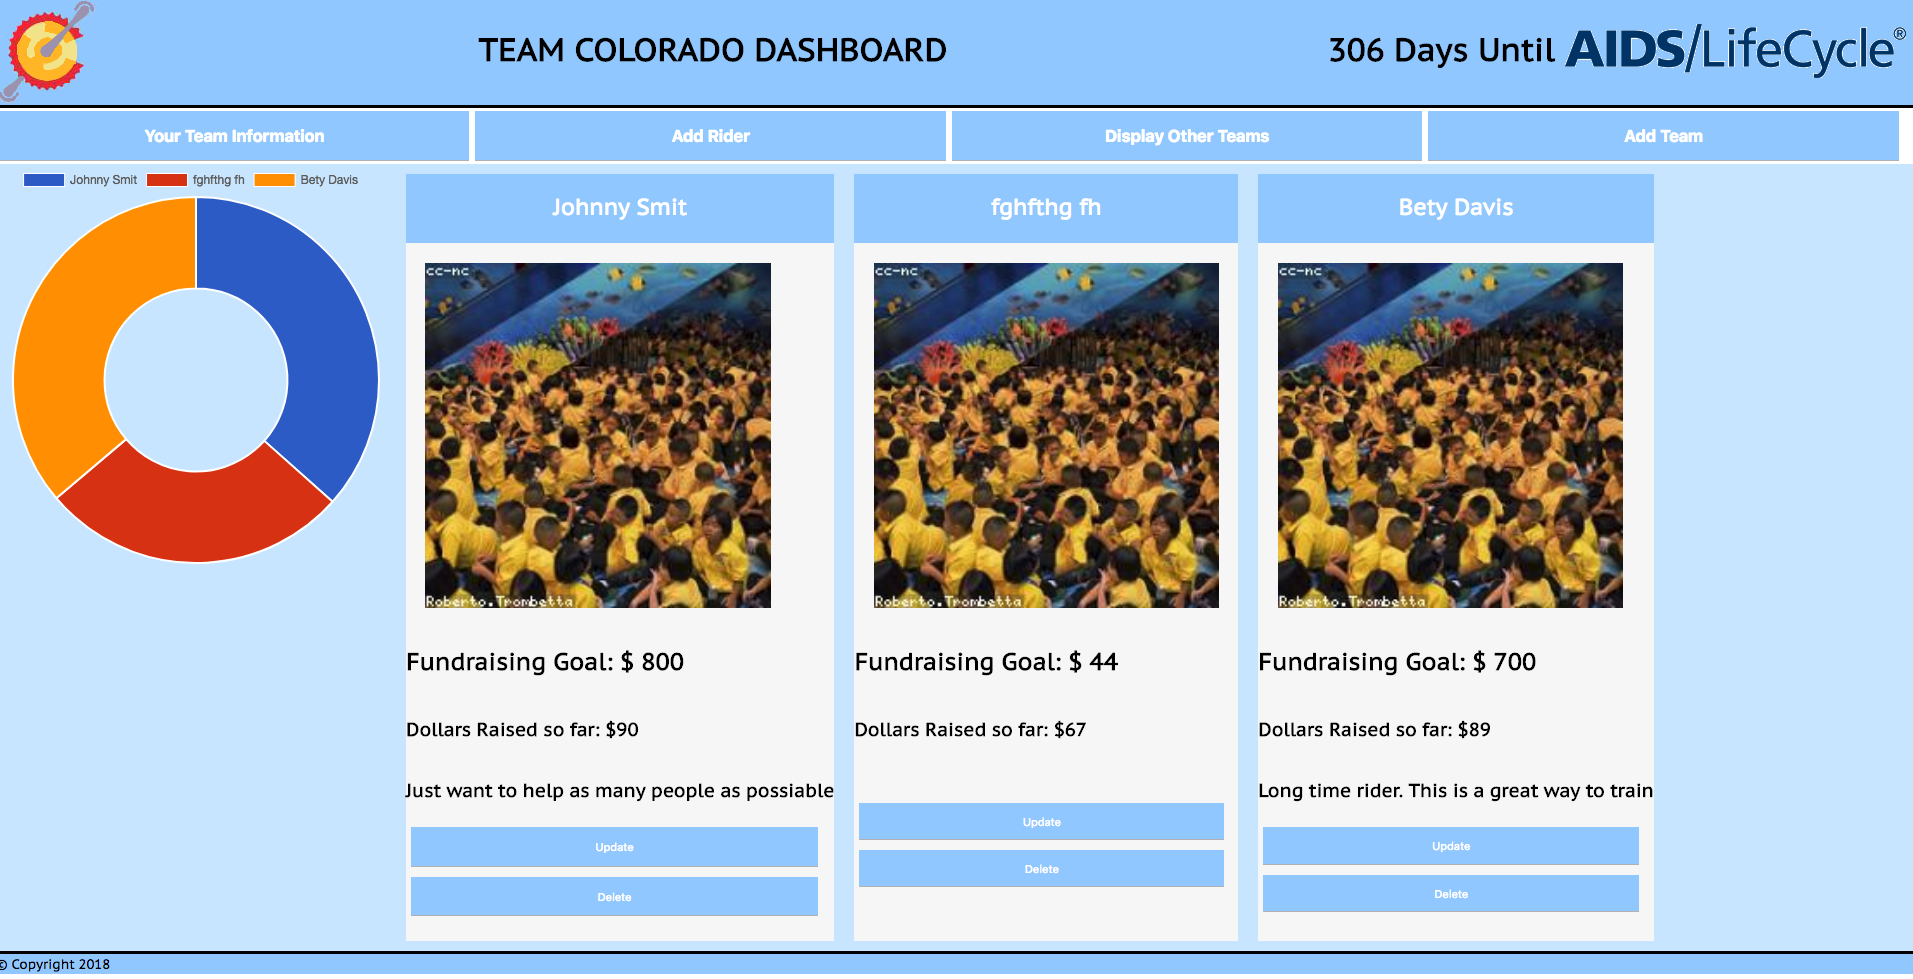 TEAM COLORADO DASHBOARD
306 Days Until AIDS/LifeCycle®
Your Team Information
Add Rider
Display Other Teams
Add Team
Johnny Smit fghfthg fh Bety Davis
Johnny Smit
cc-nc
Roberto.Trombetta
Fundraising Goal: $ 800
Dollars Raised so far: $90
Just want to help as many people as possiable
Update
Delete
fghfthg fh
cc-nc
Roberto.Trombetta
Fundraising Goal: $ 44
Dollars Raised so far: $67
Update
Delete
Bety Davis
cc-nc
Roberto.Trombetta
Fundraising Goal: $ 700
Dollars Raised so far: $89
Long time rider. This is a great way to train
Update
Delete
© Copyright 2018